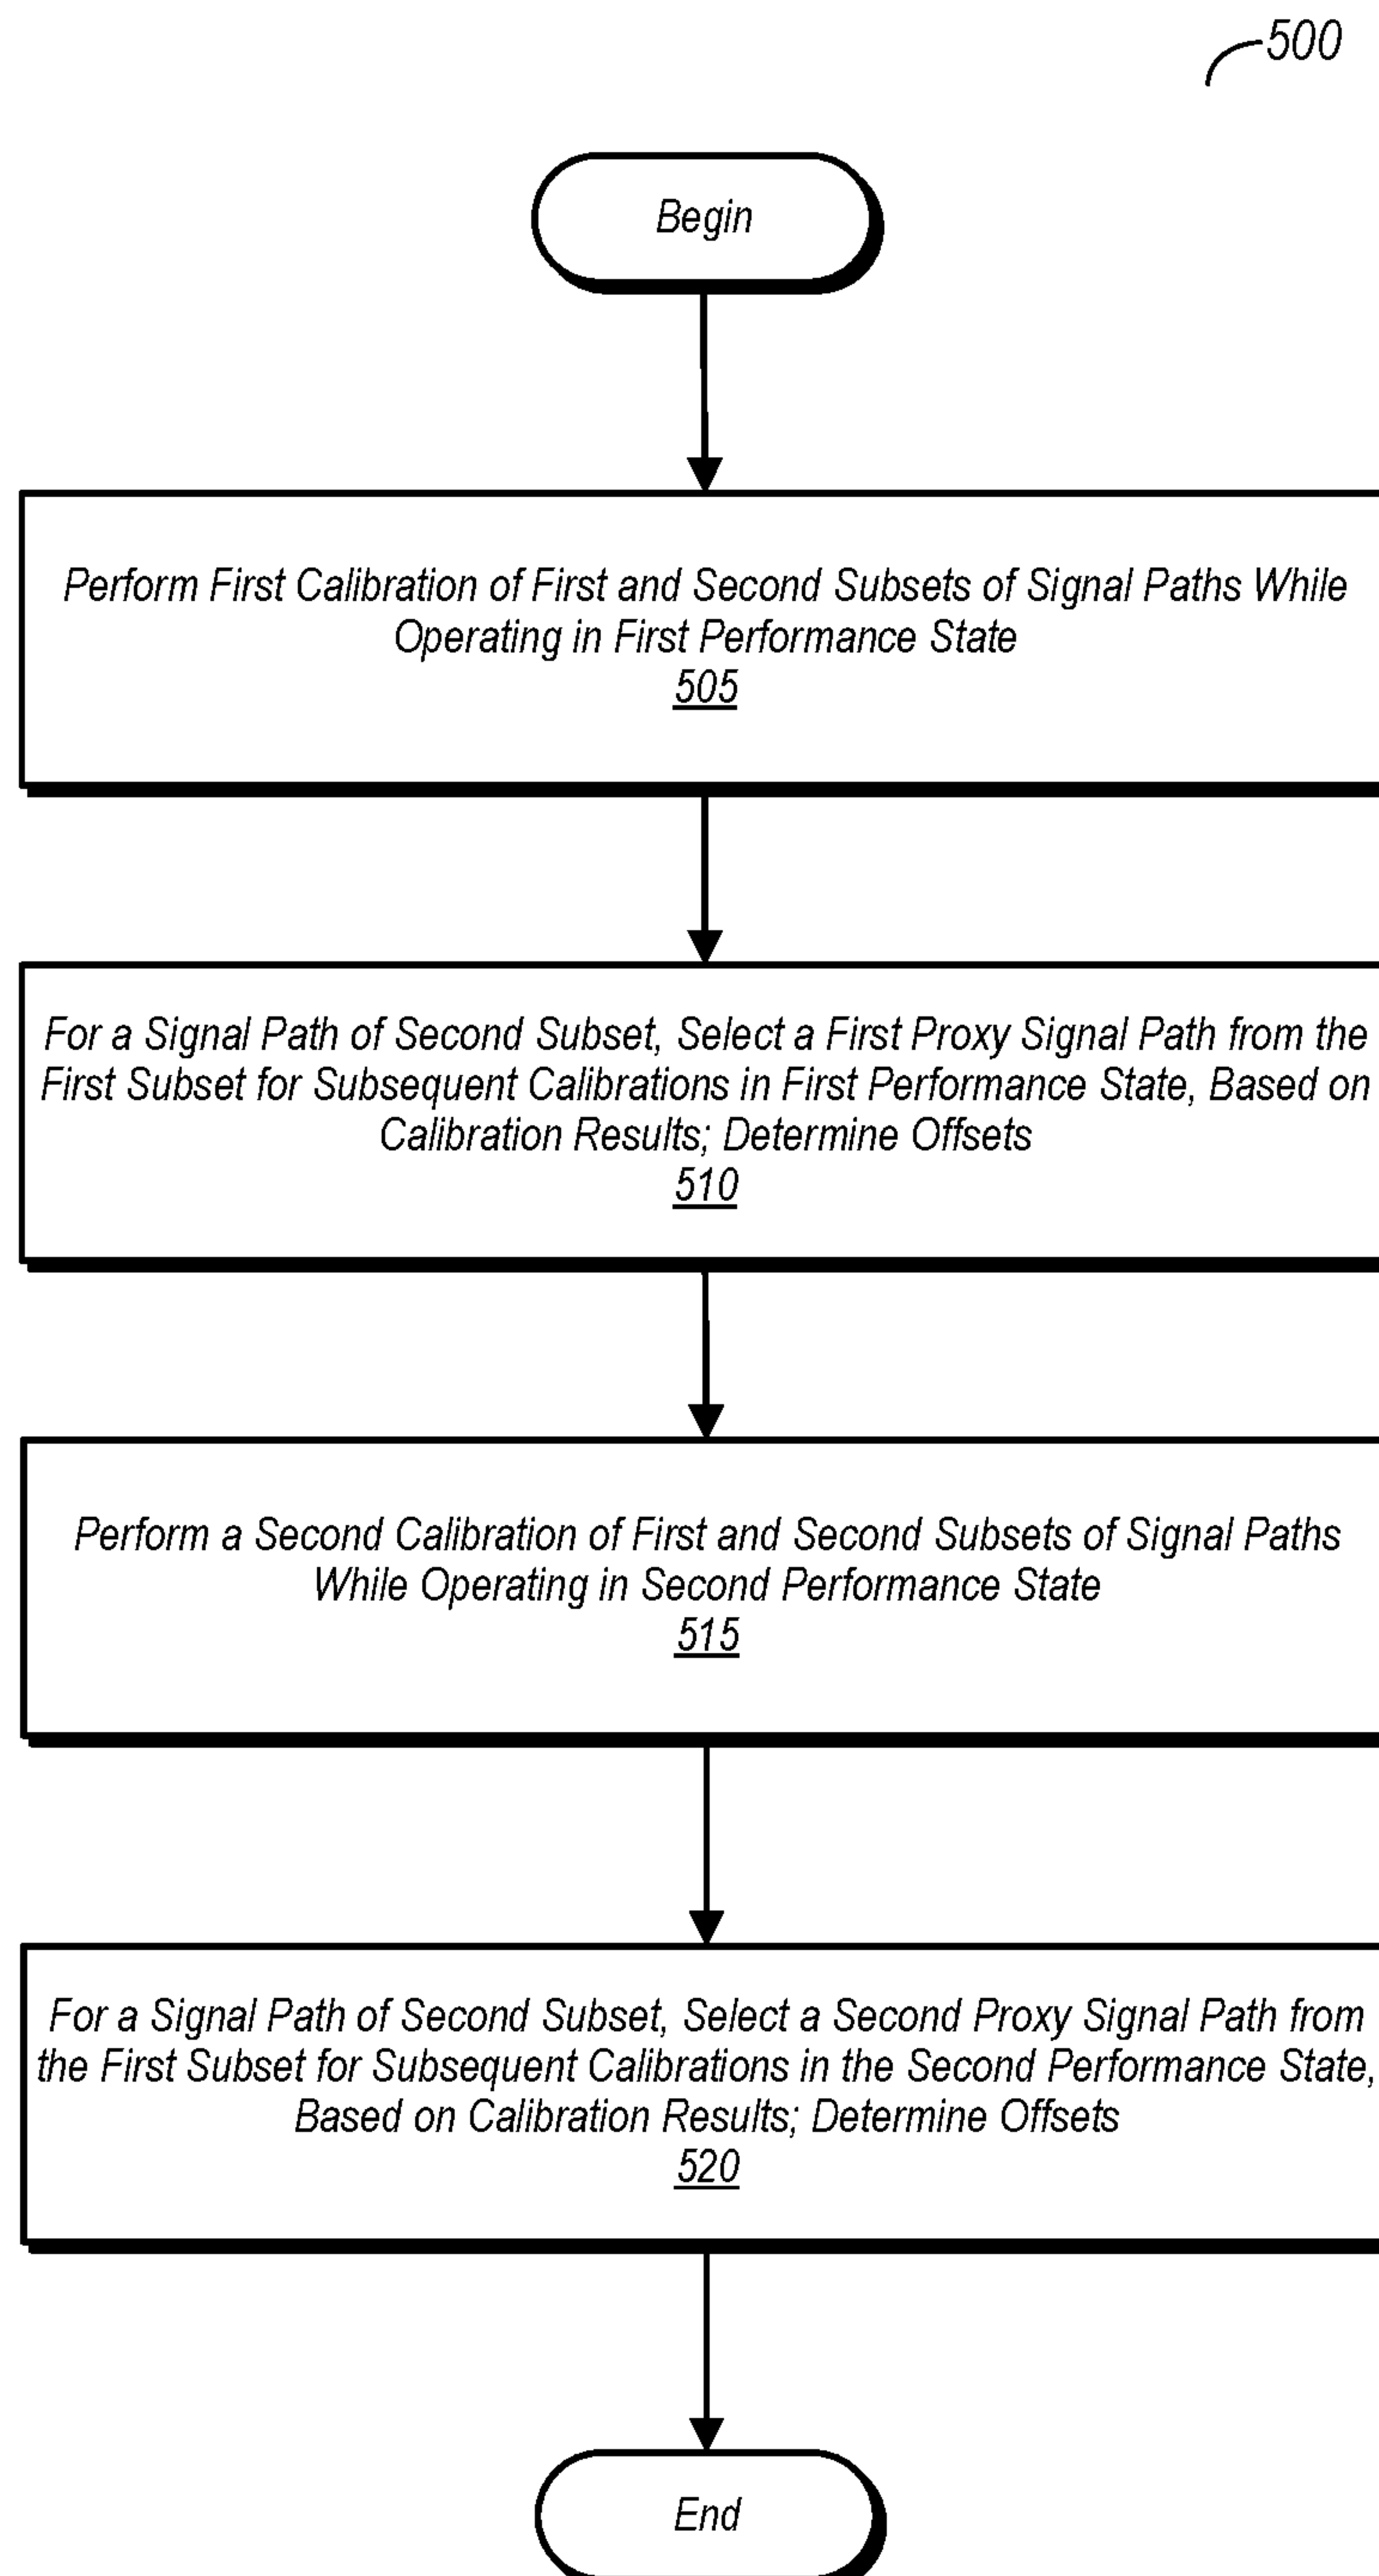 500
Begin
Perform First Calibration of First and Second Subsets of Signal Paths While
Operating in First Performance State
505
For a Signal Path of Second Subset, Select a First Proxy Signal Path from the
First Subset for Subsequent Calibrations in First Performance State, Based on
Calibration Results; Determine Offsets
510
Perform a Second Calibration of First and Second Subsets of Signal Paths
While Operating in Second Performance State
515
For a Signal Path of Second Subset, Select a Second Proxy Signal Path from
the First Subset for Subsequent Calibrations in the Second Performance State,
Based on Calibration Results; Determine Offsets
520
End